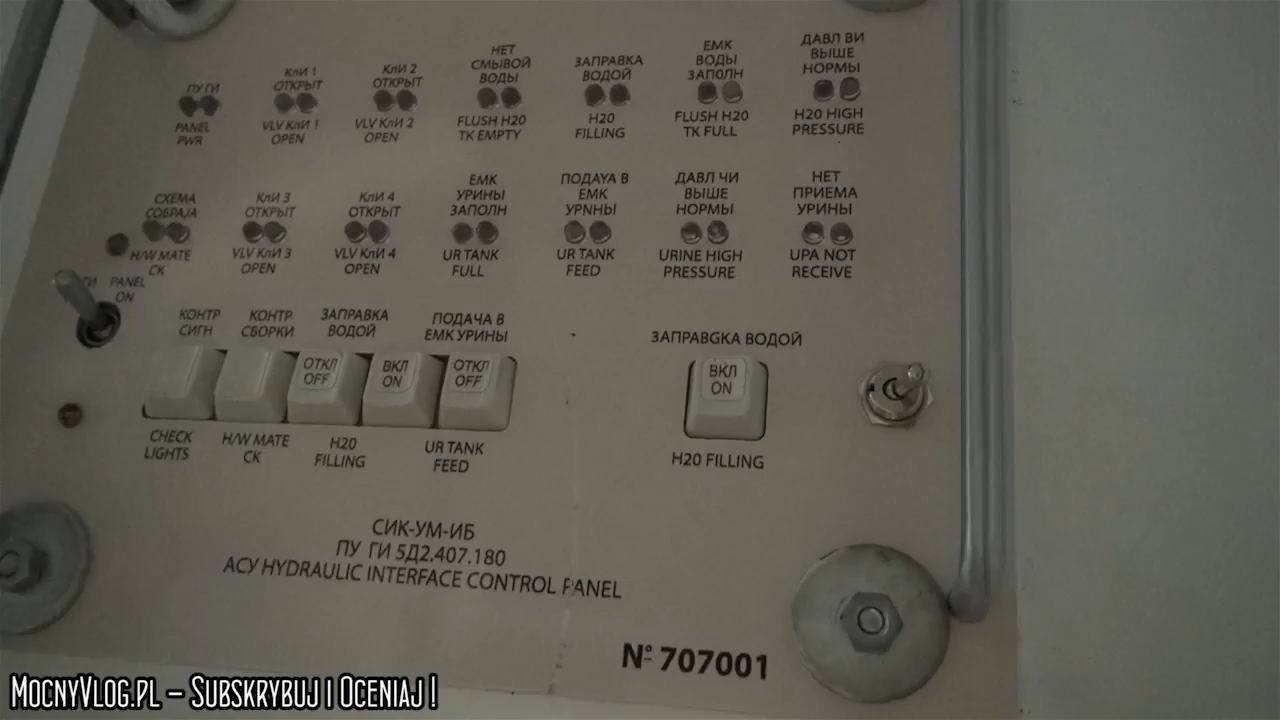 ПУ ГИ
PANEL
PWR
КлИ 1
ОТКРЫТ
VLV КлИ 1
OPEN
КлИ 2
ОТКРЫТ
VLV КлИ 2
OPEN
НЕТ
СМЫВОЙ
ВОДЫ
FLUSH H20
TK EMPTY
ЗАПРАВКА
ВОДОЙ
H20
FILLING
ЕМК
ВОДЫ
ЗАПОЛН
FLUSH H20
TK FULL
ДАВЛ ВИ
ВЫШЕ
НОРМЫ
H20 HIGH
PRESSURE
СХЕМА
СОБРАJА
H/W MATE
CK
КлИ 3
ОТКРЫТ
VLV КлИ 3
OPEN
КлИ 4
ОТКРЫТ
VLV КлИ 4
OPEN
ЕМК
УРИНЫ
ЗАПОЛН
UR TANK
FULL
ПОДАYА В
ЕМК
УРNНЫ
UR TANK
FEED
ДАВЛ ЧИ
ВЫШЕ
НОРМЫ
URINE HIGH
PRESSURE
НЕТ
ПРИЕМА
УРИНЫ
UPA NOT
RECEIVE
ГИ PANEL
ON
КОНТР
СИГН
КОНТР
СБОРКИ
ЗАПРАВКА
ВОДОЙ
ПОДАЧА В
ЕМК УРИНЫ
ЗАПРАВGКА ВОДОЙ
ОТКЛ
OFF
ВКЛ
ON
ОТКЛ
OFF
ВКЛ
ON
CHECK
LIGHTS
H/W MATE
CK
H20
FILLING
UR TANK
FEED
H20 FILLING
СИК-УМ-ИБ
ПУ ГИ 5Д2.407.180
АСУ HYDRAULIC INTERFACE CONTROL PANEL
Nº 707001
MocnyVlog.pl – Subskrybuj i Oceniaj !